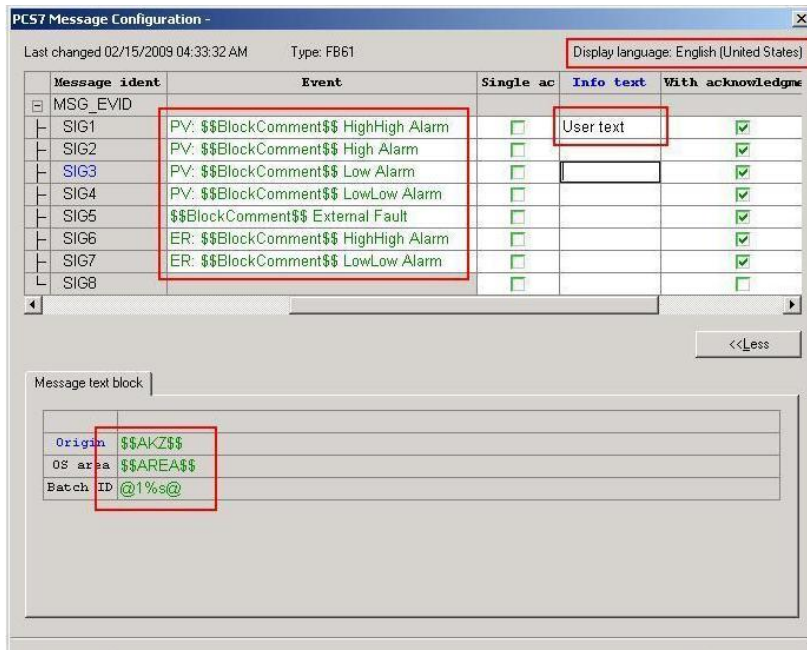 PCS7 Message Configuration -
Last changed 02/15/2009 04:33:32 AM Type: FB61 Display language: English (United States)
Message ident Event Single ac Info text With acknowledgme
MSG_EVID
SIG1 PV: $$BlockComment$$ HighHigh Alarm User text
SIG2 PV: $$BlockComment$$ High Alarm
SIG3 PV: $$BlockComment$$ Low Alarm
SIG4 PV: $$BlockComment$$ LowLow Alarm
SIG5 $$BlockComment$$ External Fault
SIG6 ER: $$BlockComment$$ HighHigh Alarm
SIG7 ER: $$BlockComment$$ LowLow Alarm
SIG8
<<Less
Message text block
Origin $$AKZ$$
OS area $$AREA$$
Batch ID @1%s@